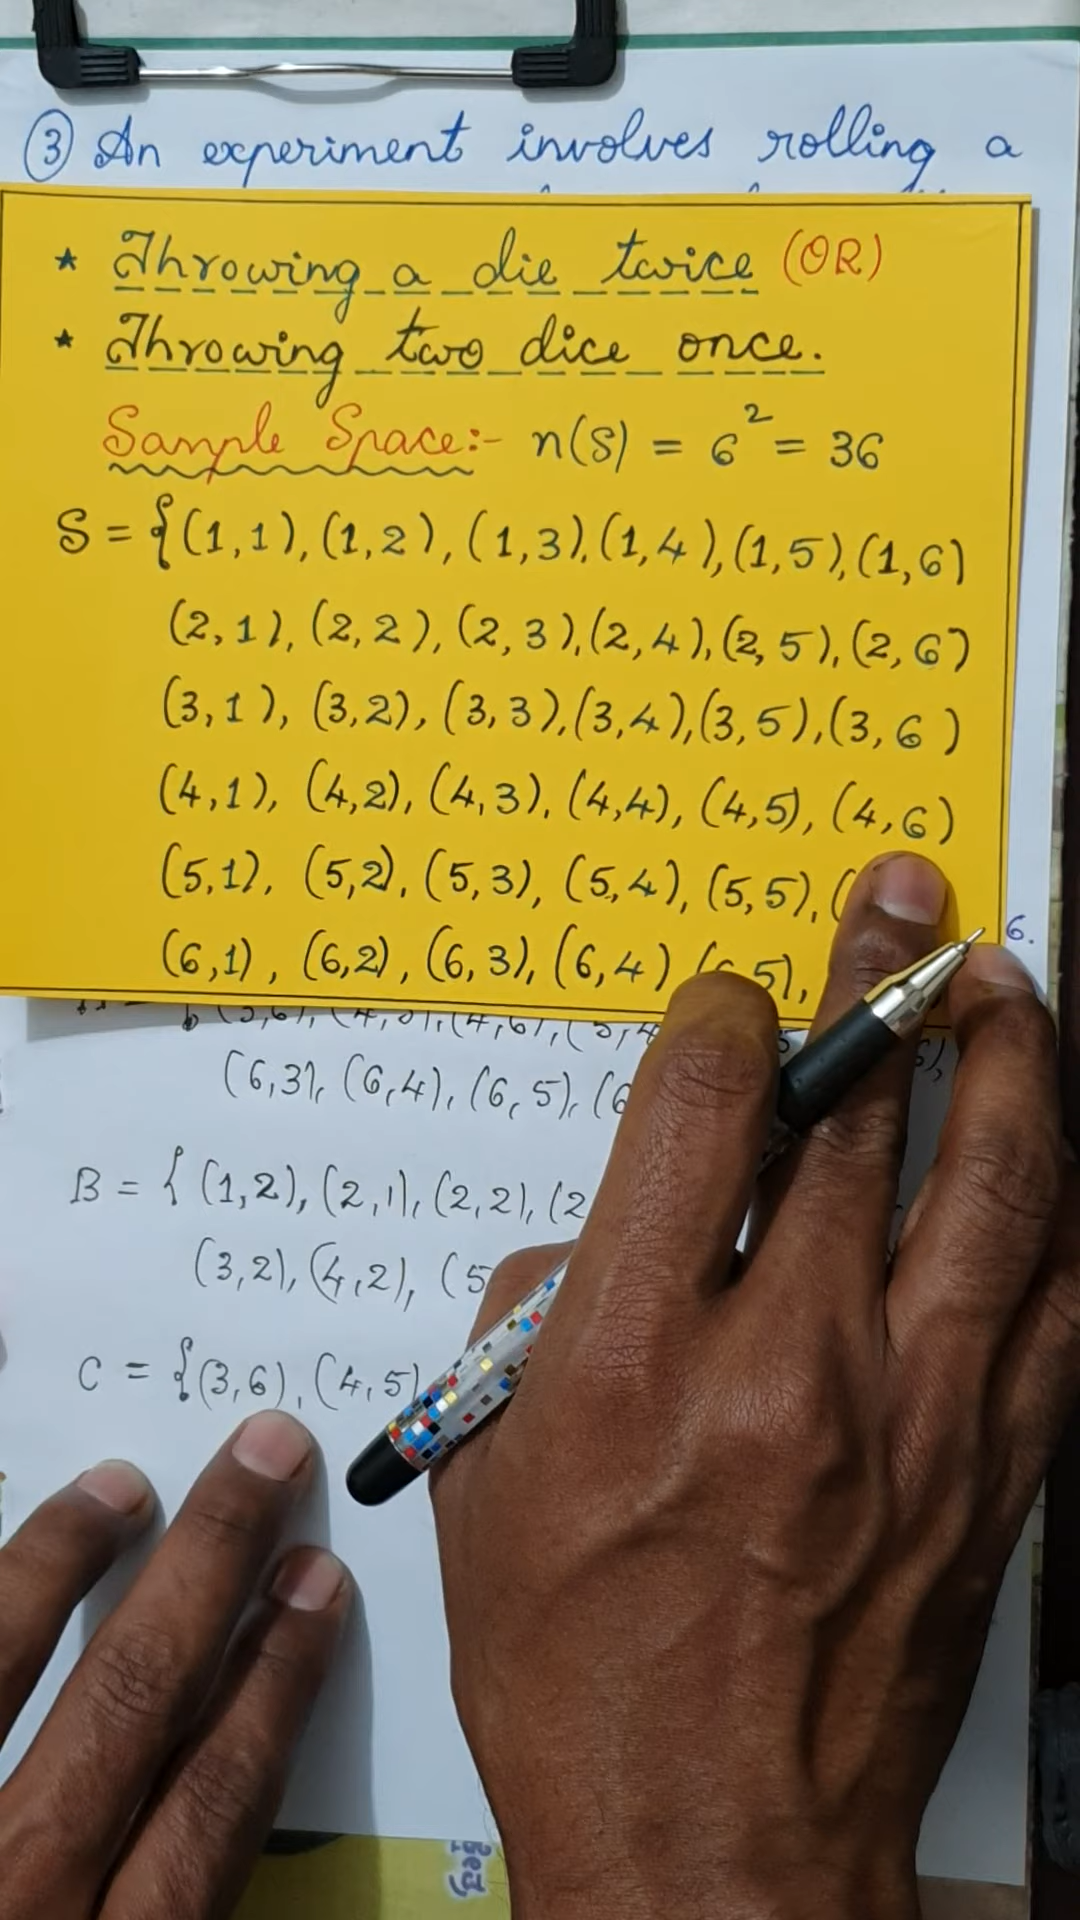 ③ An experiment involves rolling a
★ Throwing a die twice (OR)
★ Throwing two dice once.
Sample Space:- n(S) = 6² = 36
S = {(1,1), (1,2), (1,3), (1,4), (1,5), (1,6)
(2,1), (2,2), (2,3), (2,4), (2,5), (2,6)
(3,1), (3,2), (3,3), (3,4), (3,5), (3,6)
(4,1), (4,2), (4,3), (4,4), (4,5), (4,6)
(5,1), (5,2), (5,3), (5,4), (5,5), (
6.
(6,1), (6,2), (6,3), (6,4) 5),
(6,3), (6,4), (6,5), (6
B = { (1,2), (2,1), (2,2), (2
(3,2), (4,2), (5
C = {(3,6), (4,5)